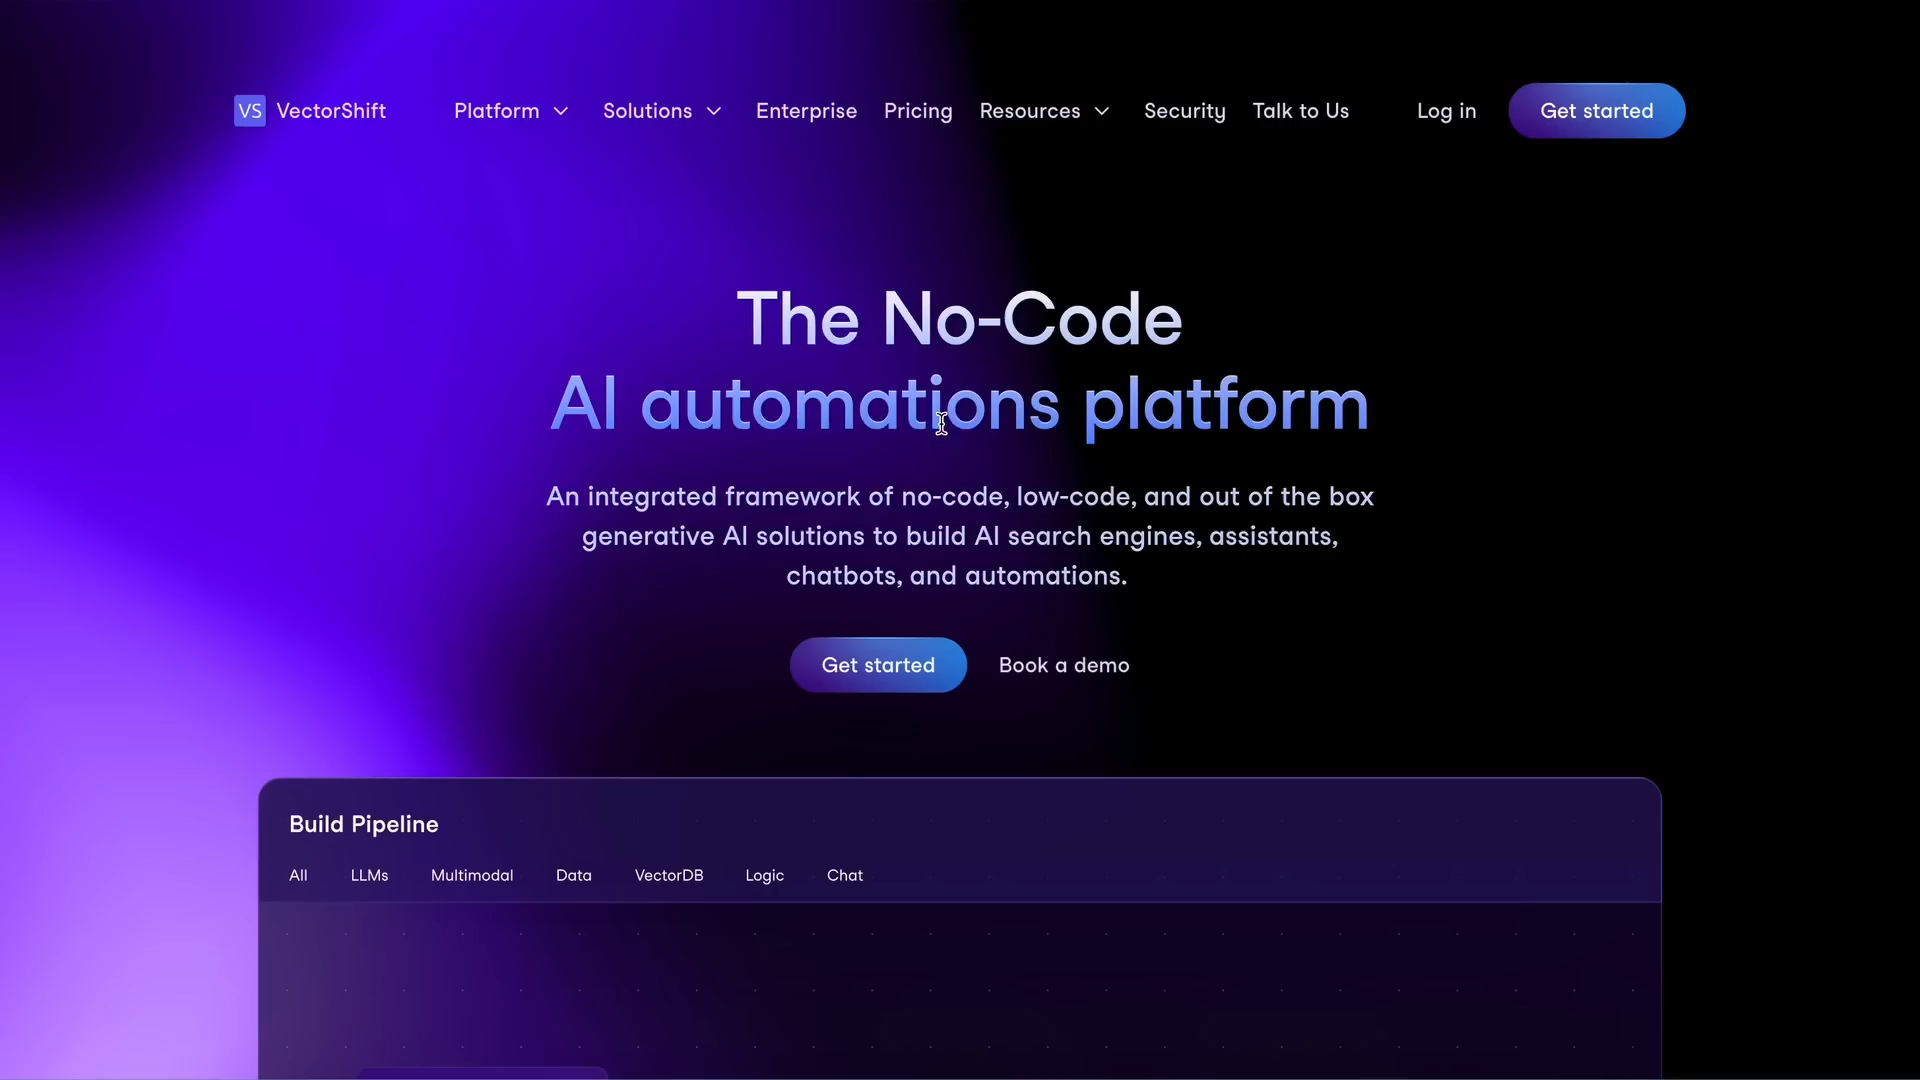 VS VectorShift Platform Solutions Enterprise Pricing Resources Security Talk to Us Log in Get started
The No-Code
AI automations platform
An integrated framework of no-code, low-code, and out of the box
generative AI solutions to build AI search engines, assistants,
chatbots, and automations.
Get started Book a demo
Build Pipeline
All LLMs Multimodal Data VectorDB Logic Chat